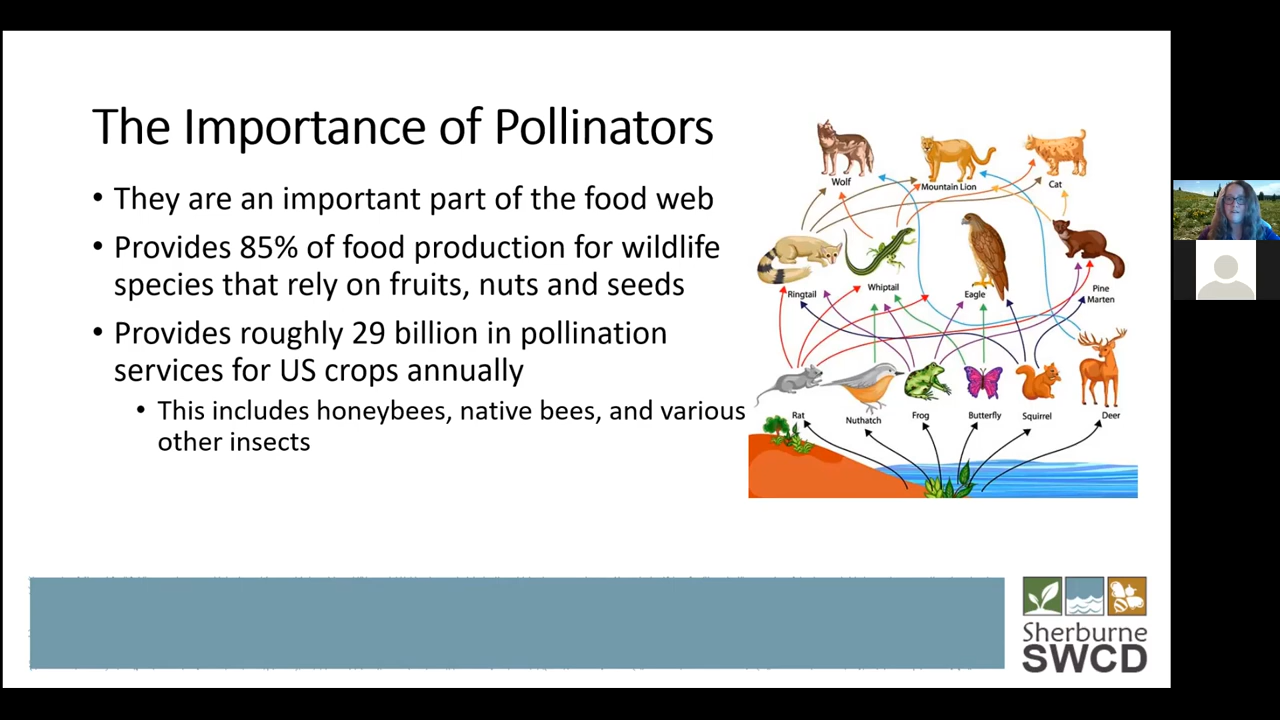 The Importance of Pollinators
• They are an important part of the food web
• Provides 85% of food production for wildlife
species that rely on fruits, nuts and seeds
• Provides roughly 29 billion in pollination
services for US crops annually
• This includes honeybees, native bees, and various
other insects
Wolf
Mountain Lion
Cat
Ringtail
Whiptail
Eagle
Pine
Marten
Rat
Nuthatch
Frog
Butterfly
Squirrel
Deer
Sherburne
SWCD